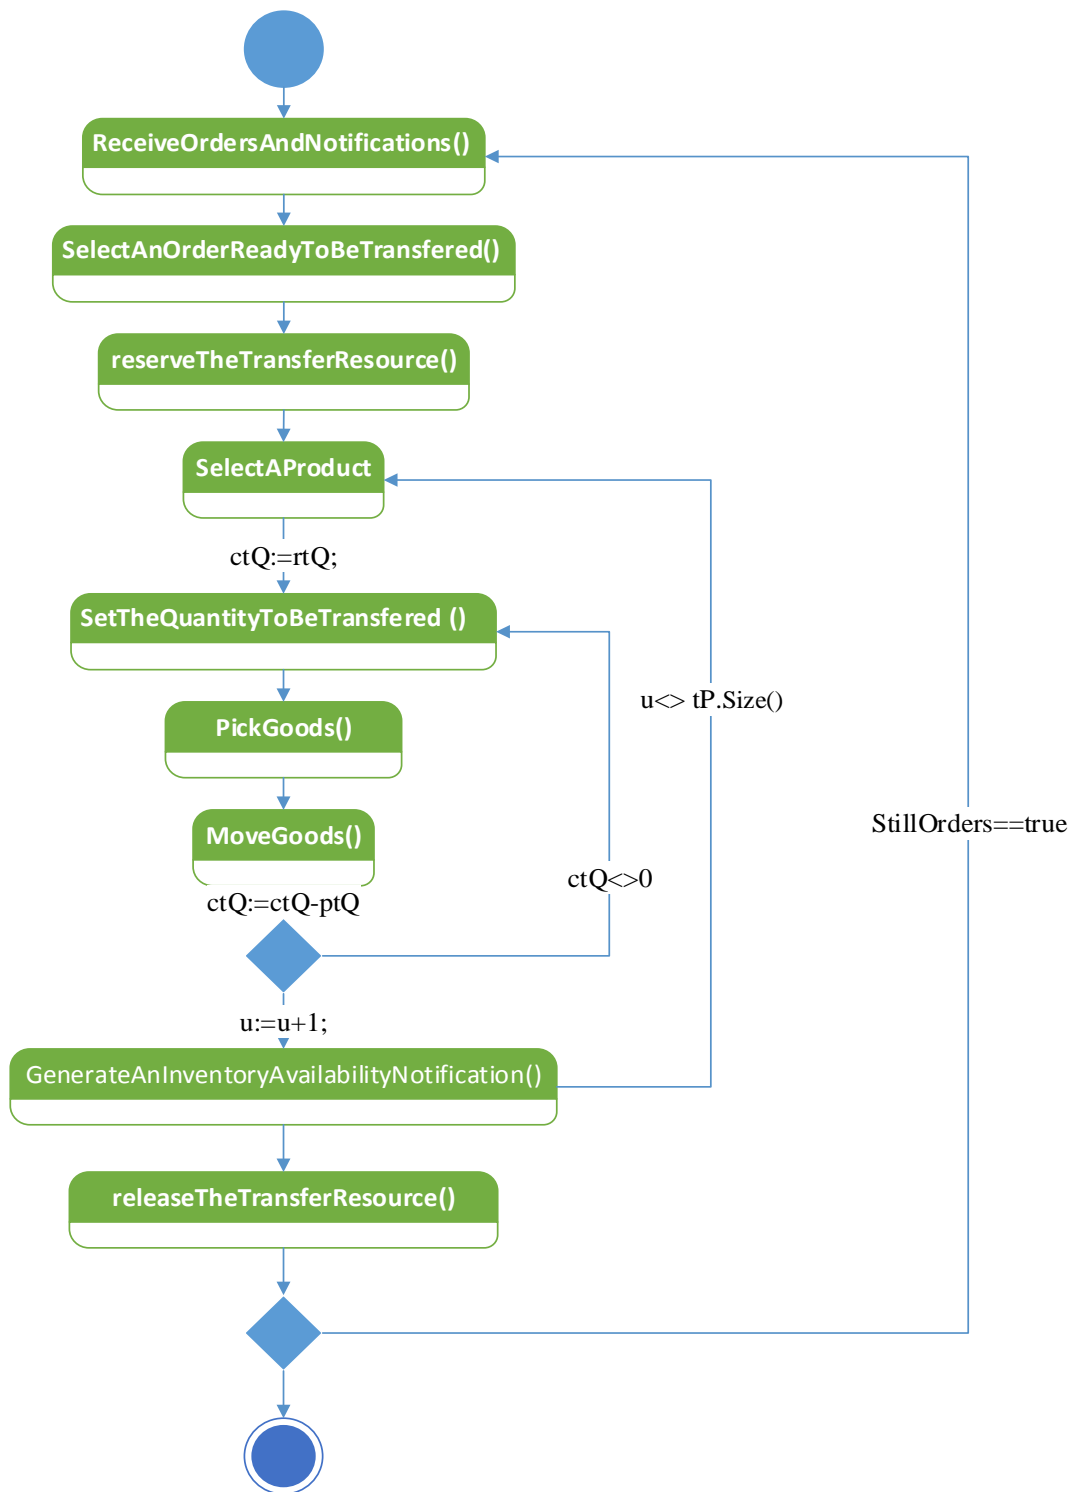 ReceiveOrdersAndNotifications()
SelectAnOrderReadyToBeTransfered()
reserveTheTransferResource()
SelectAProduct
ctQ:=rtQ;
SetTheQuantityToBeTransfered ()
u<> tP.Size()
PickGoods()
MoveGoods()
StillOrders==true
ctQ<>0
ctQ:=ctQ-ptQ
u:=u+1;
GenerateAnInventoryAvailabilityNotification()
releaseTheTransferResource()